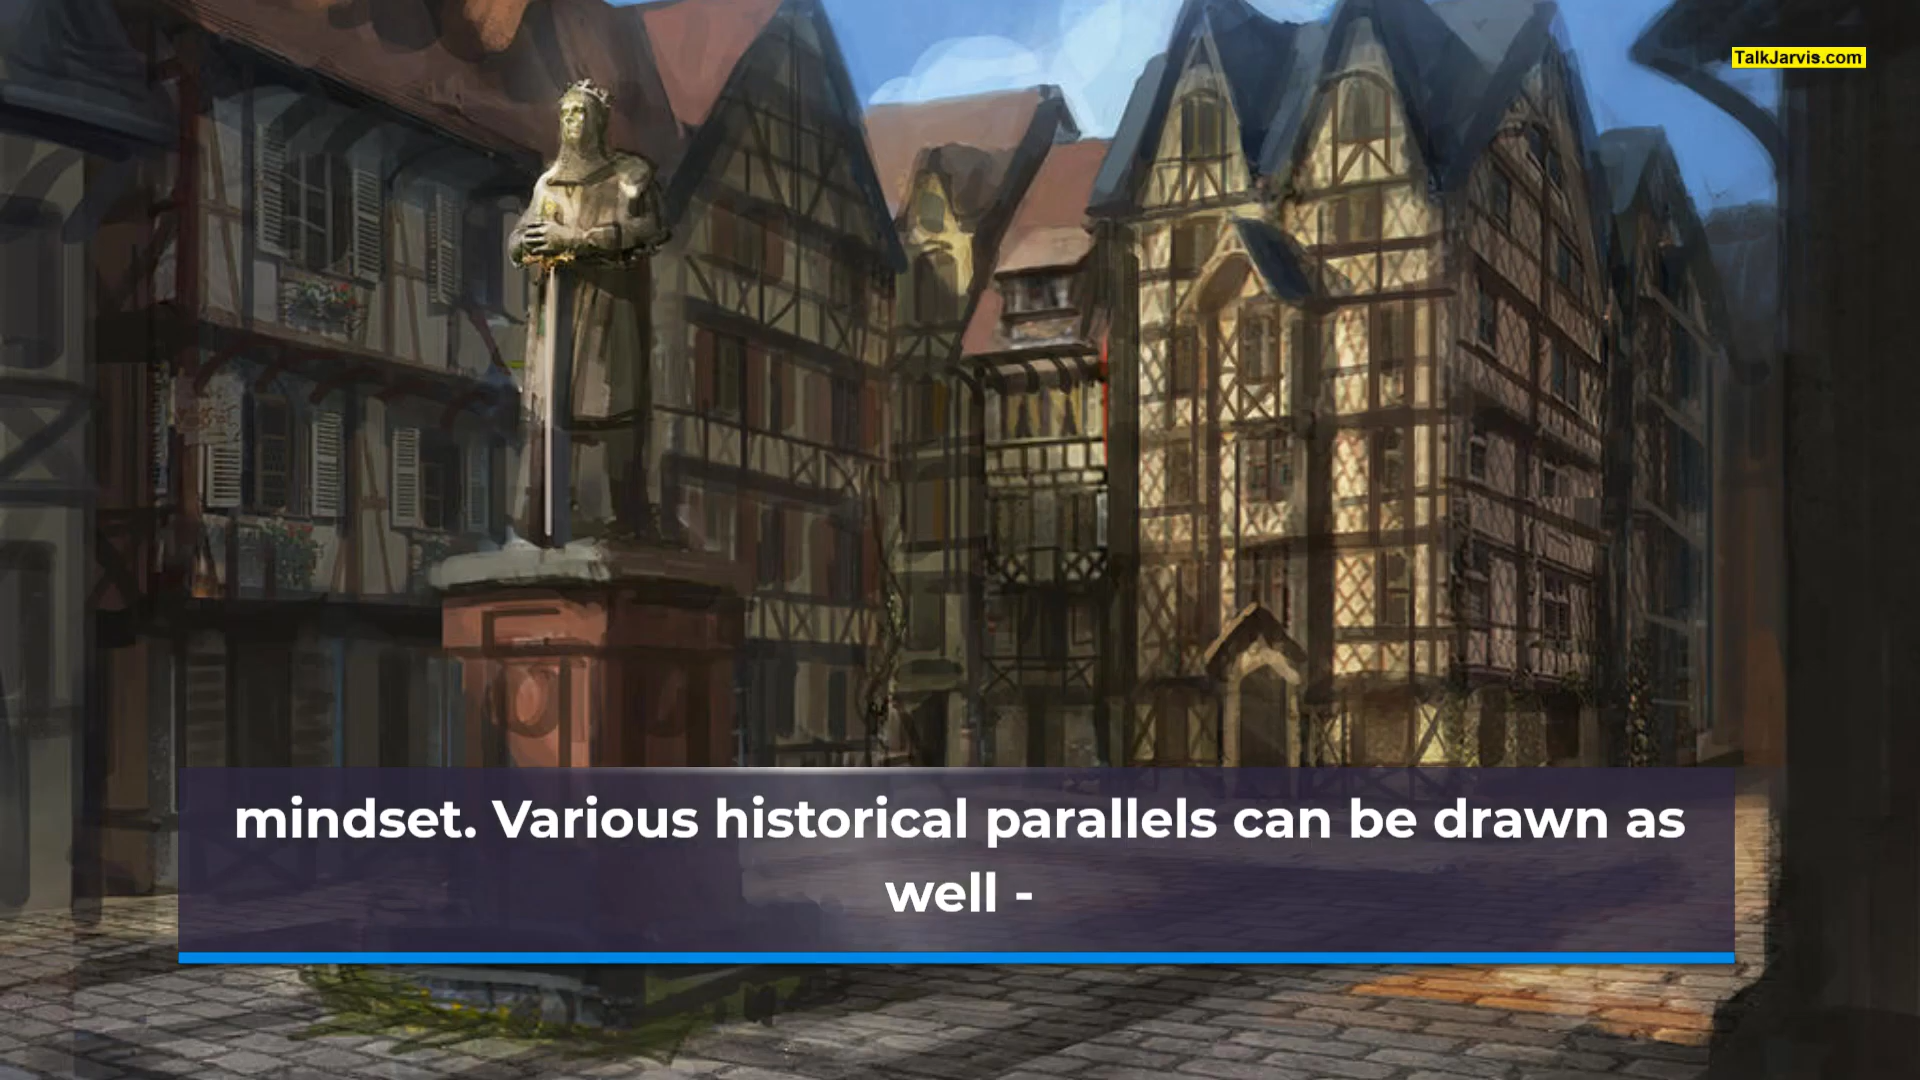 TalkJarvis.com
mindset. Various historical parallels can be drawn as
well -